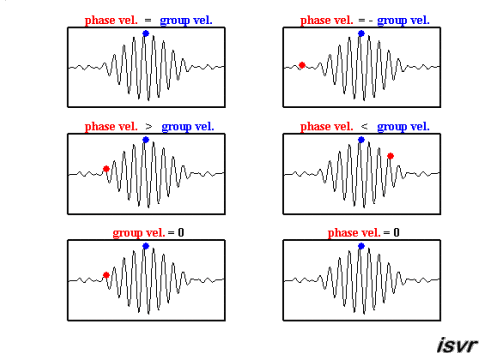 phase vel. = group vel.
phase vel. = - group vel.
phase vel. > group vel.
phase vel. < group vel.
group vel. = 0
phase vel. = 0
isvr